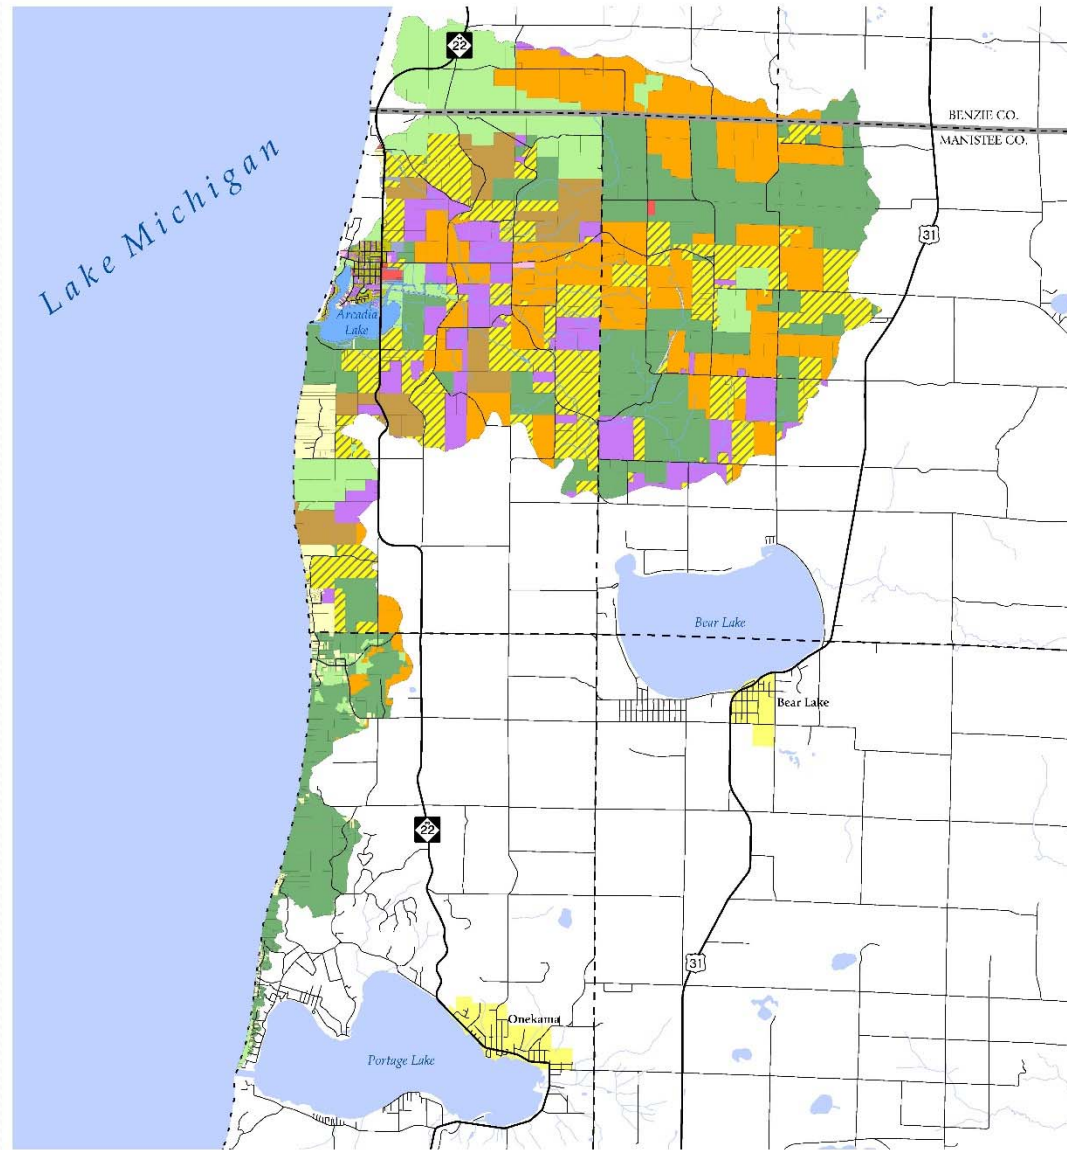 22
BENZIE CO.
MANISTEE CO.
Lake Michigan
31
Arcadia
Lake
Bear Lake
Bear Lake
22
31
Onekama
Portage Lake